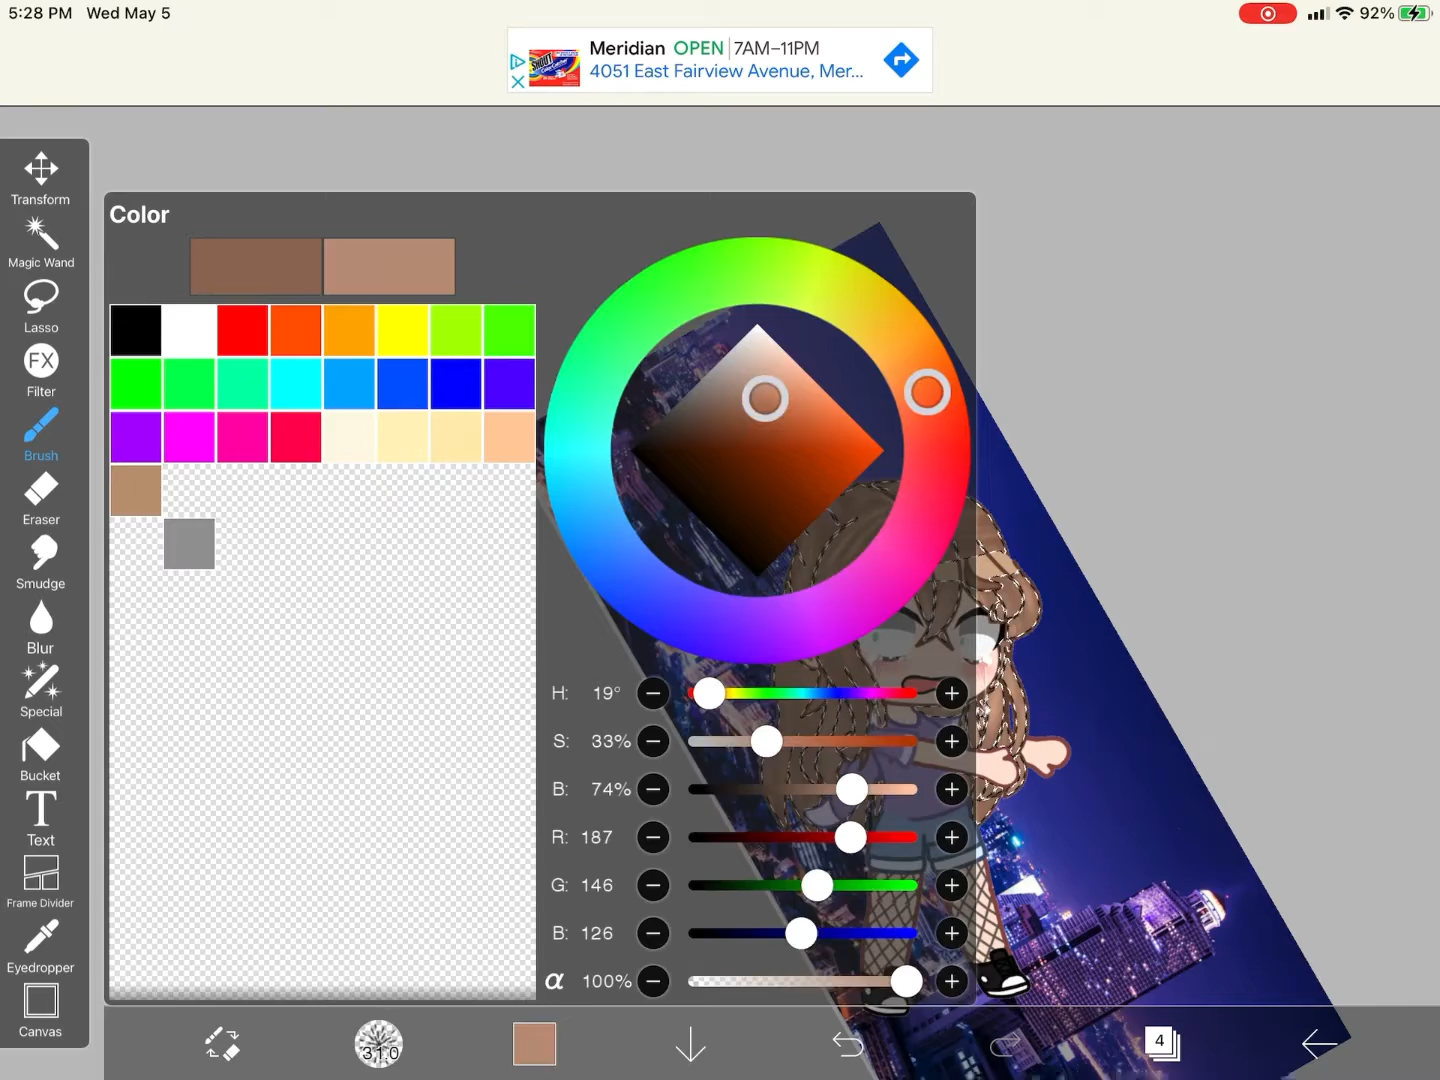 5:28 PM Wed May 5
92%
Meridian OPEN 7AM–11PM
4051 East Fairview Avenue, Mer...
SHOUT
Transform
Magic Wand
Lasso
FX
Filter
Brush
Eraser
Smudge
Blur
Special
Bucket
T
Text
Frame Divider
Eyedropper
Canvas
Color
H: 19°
S: 33%
B: 74%
R: 187
G: 146
B: 126
α 100%
31.0
4